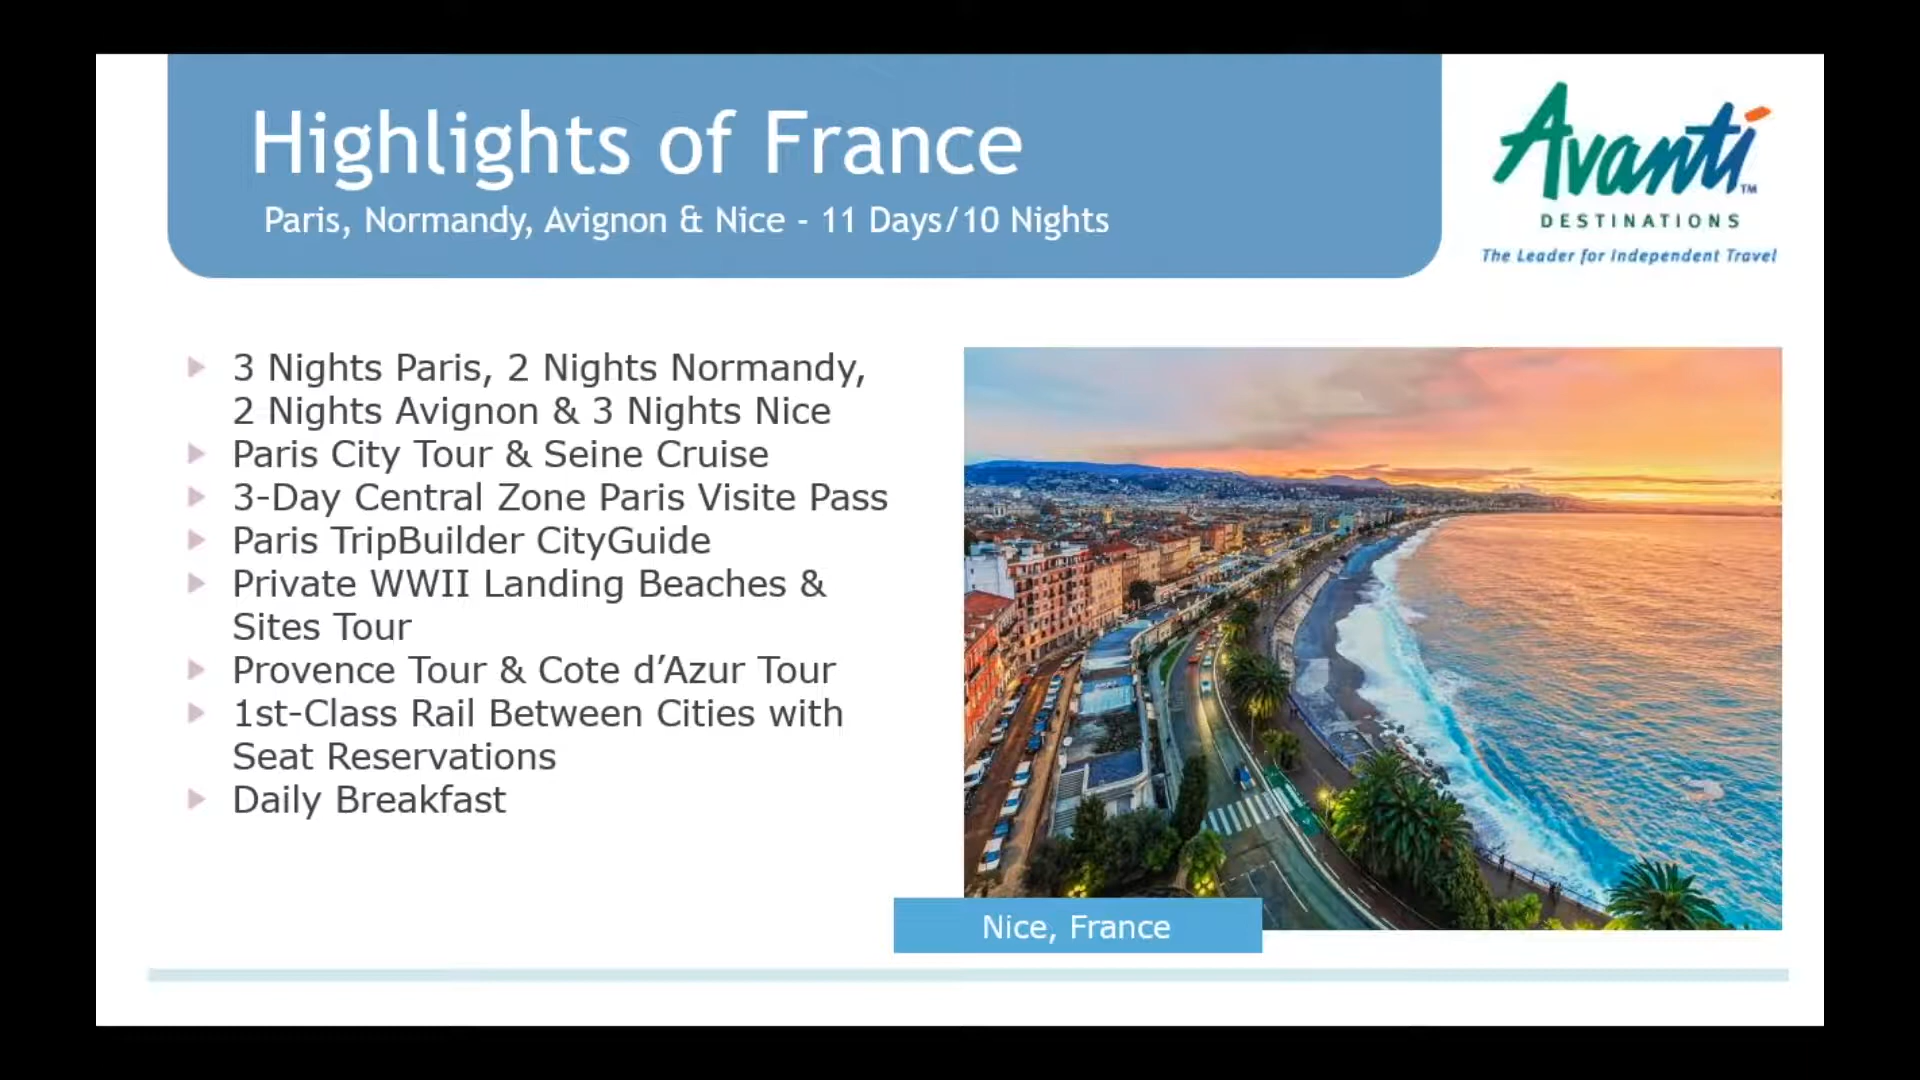 Highlights of France
Paris, Normandy, Avignon & Nice - 11 Days/10 Nights
Avanti™
DESTINATIONS
The Leader for Independent Travel
3 Nights Paris, 2 Nights Normandy,
2 Nights Avignon & 3 Nights Nice
Paris City Tour & Seine Cruise
3-Day Central Zone Paris Visite Pass
Paris TripBuilder CityGuide
Private WWII Landing Beaches &
Sites Tour
Provence Tour & Cote d’Azur Tour
1st-Class Rail Between Cities with
Seat Reservations
Daily Breakfast
Nice, France